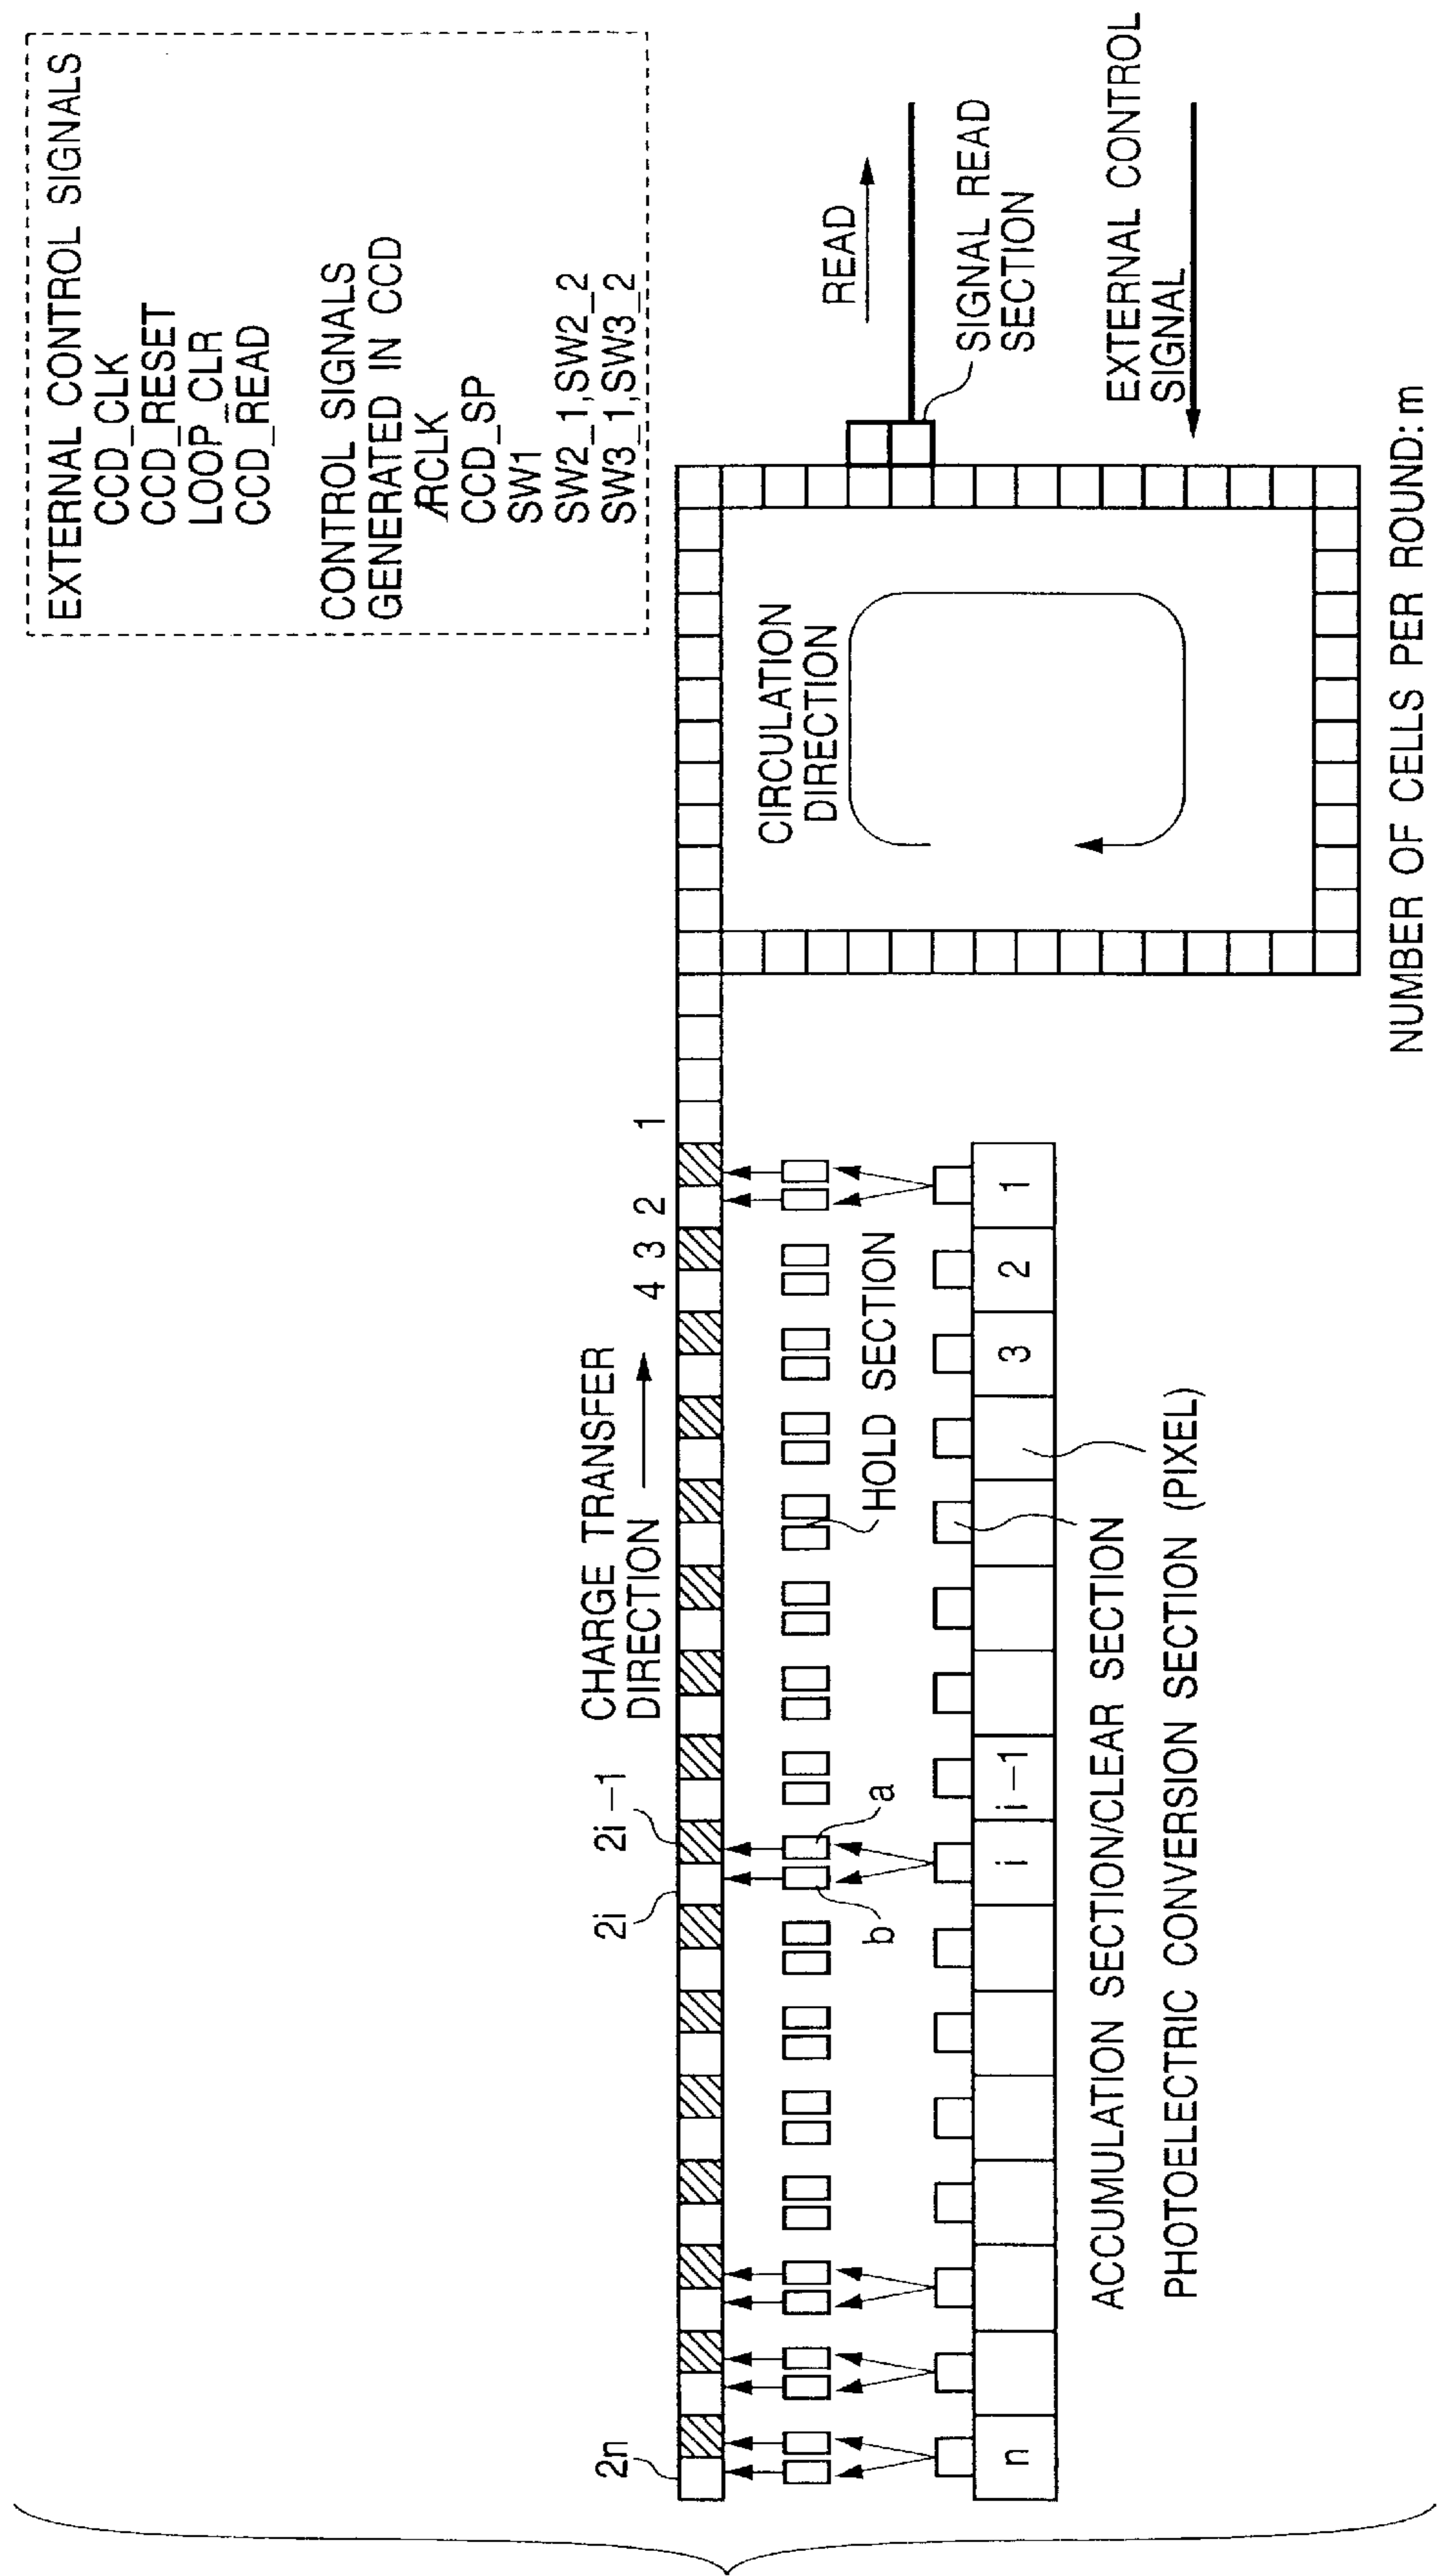 EXTERNAL CONTROL SIGNALS
CCD_CLK
CCD_RESET
LOOP_CLR
CCD_READ
CONTROL SIGNALS
GENERATED IN CCD
/RCLK
CCD_SP
SW1
SW2_1,SW2_2
SW3_1,SW3_2
CHARGE TRANSFER
DIRECTION
2n
2i
2i-1
4
3
2
1
b
a
HOLD SECTION
n
i
i-1
3
2
1
ACCUMULATION SECTION/CLEAR SECTION
PHOTOELECTRIC CONVERSION SECTION (PIXEL)
CIRCULATION
DIRECTION
READ
SIGNAL READ
SECTION
EXTERNAL CONTROL
SIGNAL
NUMBER OF CELLS PER ROUND:m